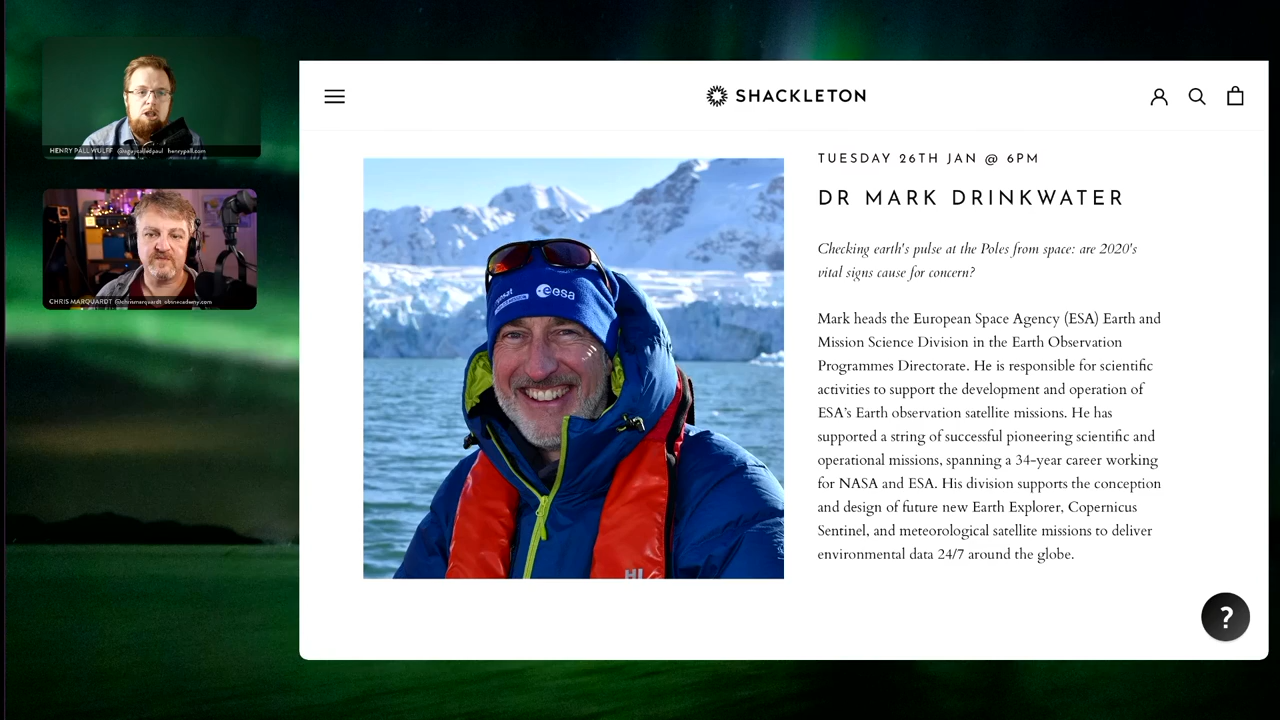 HENRY PALL WULFF @aguycalledpaul henrypall.com
CHRIS MARQUARDT @chrismarquardt
SHACKLETON
TUESDAY 26TH JAN @ 6PM
DR MARK DRINKWATER
Checking earth's pulse at the Poles from space: are 2020's
vital signs cause for concern?
Mark heads the European Space Agency (ESA) Earth and
Mission Science Division in the Earth Observation
Programmes Directorate. He is responsible for scientific
activities to support the development and operation of
ESA's Earth observation satellite missions. He has
supported a string of successful pioneering scientific and
operational missions, spanning a 34-year career working
for NASA and ESA. His division supports the conception
and design of future new Earth Explorer, Copernicus
Sentinel, and meteorological satellite missions to deliver
environmental data 24/7 around the globe.
esa
HH
?